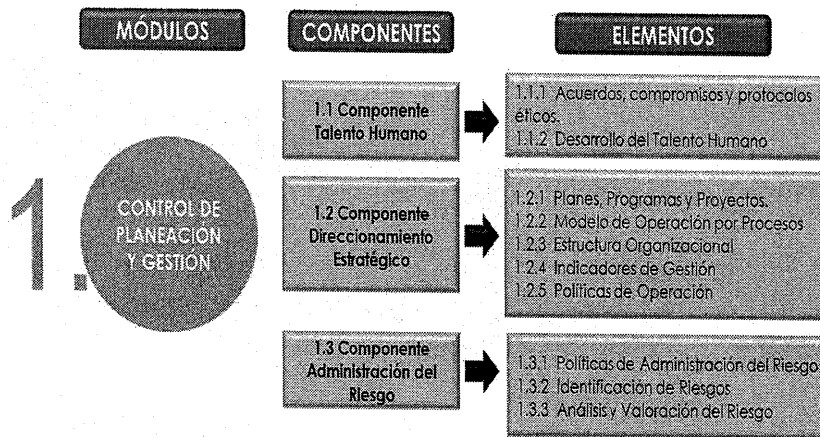 MÓDULOS
COMPONENTES
ELEMENTOS
1.
CONTROL DE
PLANEACIÓN
Y GESTIÓN
1.1 Componente
Talento Humano
1.1.1 Acuerdos, compromisos y protocolos
éticos.
1.1.2 Desarrollo del Talento Humano
1.2 Componente
Direccionamiento
Estratégico
1.2.1 Planes, Programas y Proyectos.
1.2.2 Modelo de Operación por Procesos
1.2.3 Estructura Organizacional
1.2.4 Indicadores de Gestión
1.2.5 Políticas de Operación
1.3 Componente
Administración del
Riesgo
1.3.1 Políticas de Administración del Riesgo
1.3.2 Identificación de Riesgos
1.3.3 Análisis y Valoración del Riesgo